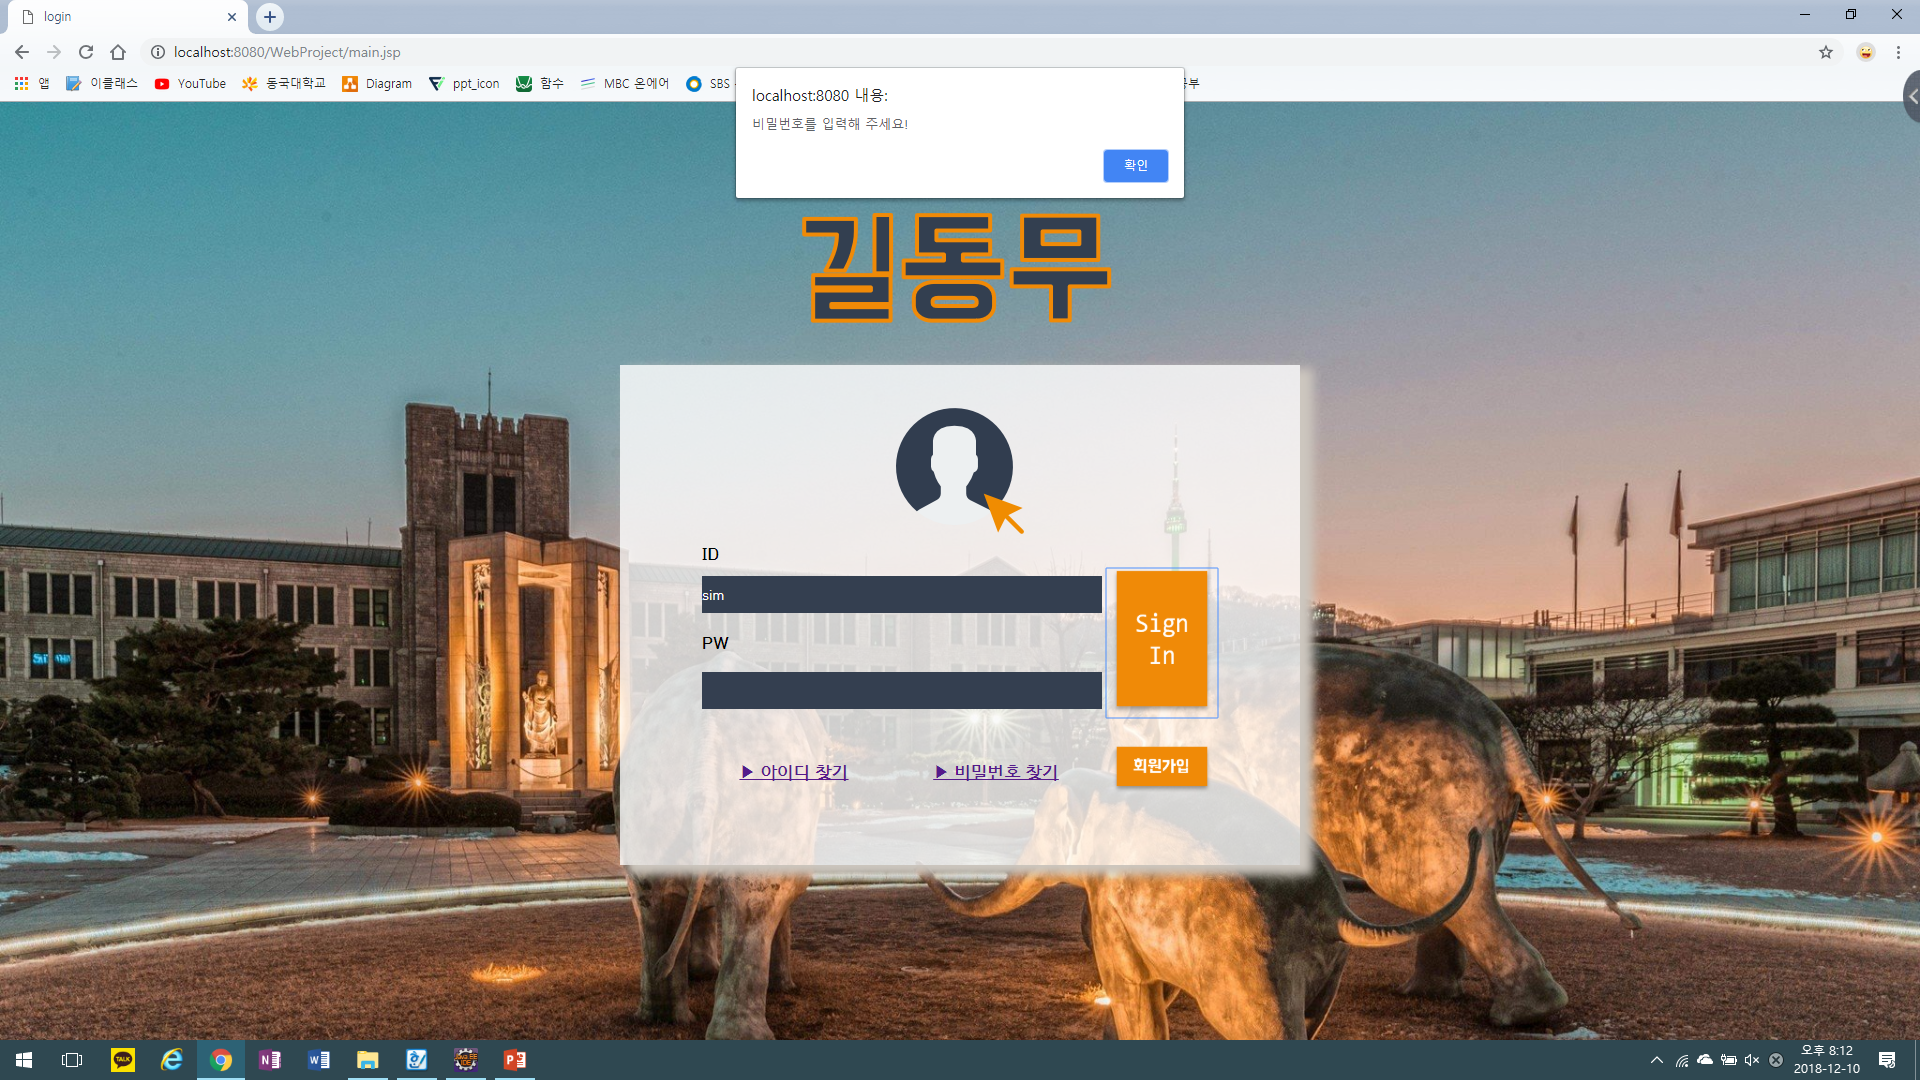 login
localhost:8080/WebProject/main.jsp
앱
이클래스
YouTube
동국대학교
Diagram
ppt_icon
함수
MBC 온에어
SBS
localhost:8080 내용:
비밀번호를 입력해 주세요!
확인
길동무
ID
sim
PW
Sign
In
▶ 아이디 찾기
▶ 비밀번호 찾기
회원가입
TALK
오후 8:12
2018-12-10